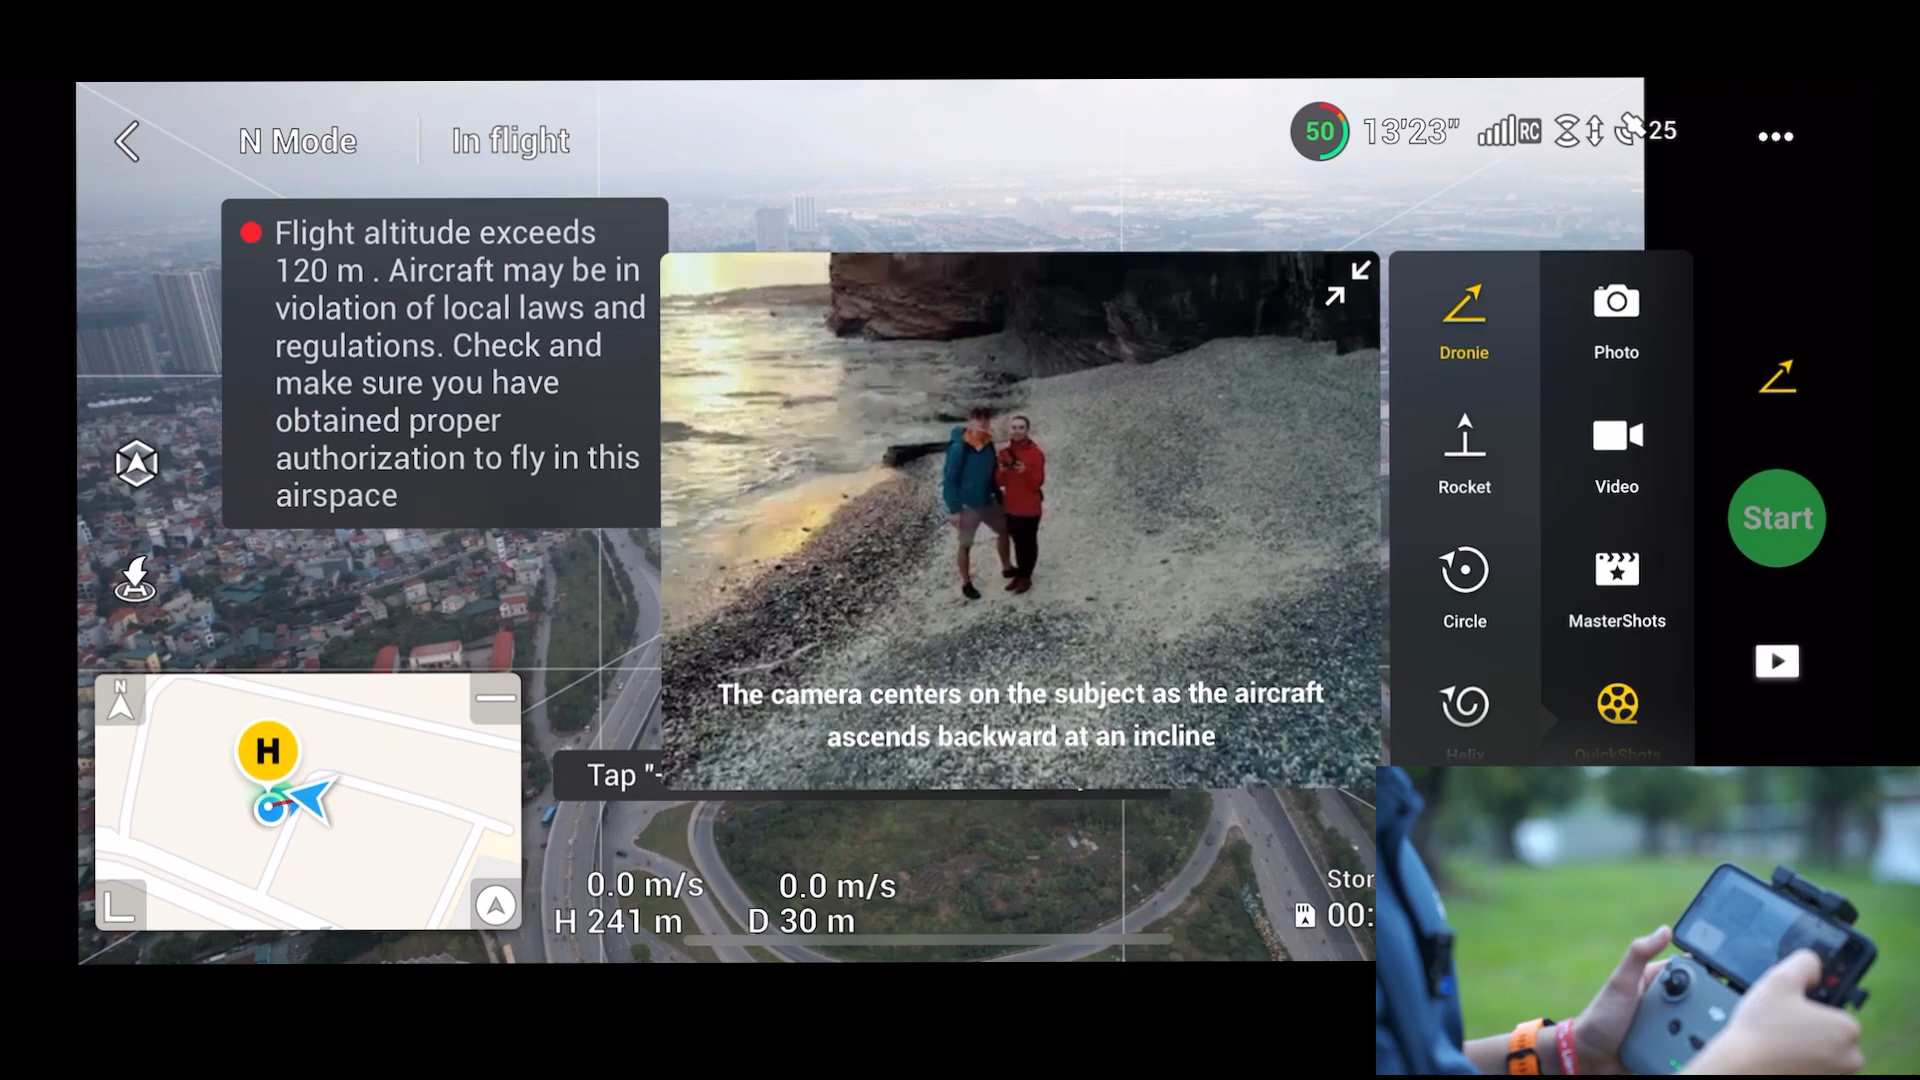 N Mode
In flight
50
13'23"
RC
25
Flight altitude exceeds
120 m . Aircraft may be in
violation of local laws and
regulations. Check and
make sure you have
obtained proper
authorization to fly in this
airspace
The camera centers on the subject as the aircraft
ascends backward at an incline
Dronie
Photo
Rocket
Video
Circle
MasterShots
Helix
QuickShots
Start
N
H
Tap "-
0.0 m/s
0.0 m/s
H 241 m
D 30 m
Stor
00: